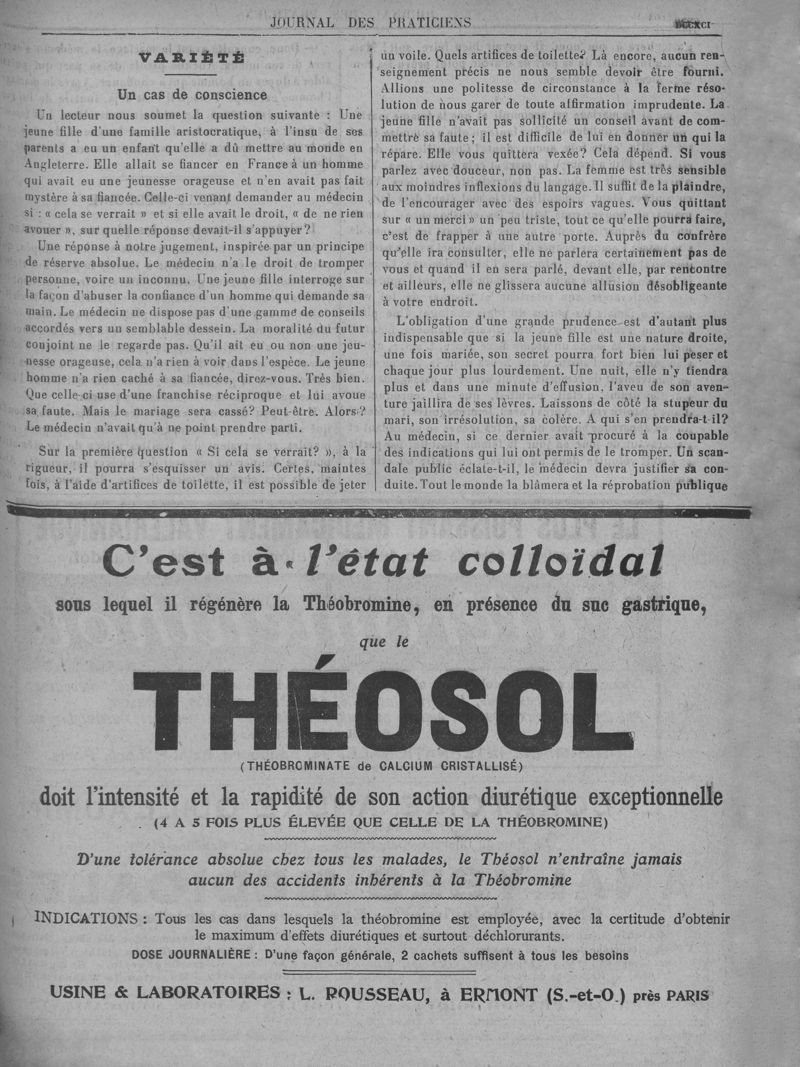 JOURNAL DES PRATICIENS
VARIÉTÉ
Un cas de conscience
Un lecteur nous soumet la question suivante : Une
jeune fille d'une famille aristocratique, à l'insu de ses
parents a eu un enfant qu'elle a dû mettre au monde en
Angleterre. Elle allait se fiancer en France à un homme
qui avait eu une jeunesse orageuse et n'en avait pas fait
mystère à sa fiancée. Celle-ci venant demander au médecin
si : « cela se verrait » et si elle avait le droit, « de ne rien
avouer », sur quelle réponse devait-il s'appuyer ?
Une réponse à notre jugement, inspirée par un principe
de réserve absolue. Le médecin n'a le droit de tromper
personne, voire un inconnu. Une jeune fille interroge sur
la façon d'abuser la confiance d'un homme qui demande sa
main. Le médecin ne dispose pas d'une gamme de conseils
accordés vers un semblable dessein. La moralité du futur
conjoint ne le regarde pas. Qu'il ait eu ou non une jeu-
nesse orageuse, cela n'a rien à voir dans l'espèce. Le jeune
homme n'a rien caché à sa fiancée, direz-vous. Très bien.
Que celle-ci use d'une franchise réciproque et lui avoue
sa faute. Mais le mariage sera cassé? Peut-être. Alors?
Le médecin n'avait qu'à ne point prendre parti.
Sur la première question « Si cela se verrait? », à la
rigueur, il pourra s'esquisser un avis. Certes, maintes
fois, à l'aide d'artifices de toilette, il est possible de jeter
un voile. Quels artifices de toilette? Là encore, aucun ren-
seignement précis ne nous semble devoir être fourni.
Allions une politesse de circonstance à la ferme réso-
lution de nous garer de toute affirmation imprudente. La
jeune fille n'avait pas sollicité un conseil avant de com-
mettre sa faute ; il est difficile de lui en donner un qui la
répare. Elle vous quittera vexée? Cela dépend. Si vous
parlez avec douceur, non pas. La femme est très sensible
aux moindres inflexions du langage. Il suffit de la plaindre,
de l'encourager avec des espoirs vagues. Vous quittant
sur « un merci » un peu triste, tout ce qu'elle pourra faire,
c'est de frapper à une autre porte. Auprès du confrère
qu'elle ira consulter, elle ne parlera certainement pas de
vous et quand il en sera parlé, devant elle, par rencontre
et ailleurs, elle ne glissera aucune allusion désobligeante
à votre endroit.
L'obligation d'une grande prudence est d'autant plus
indispensable que si la jeune fille est une nature droite,
une fois mariée, son secret pourra fort bien lui peser et
chaque jour plus lourdement. Une nuit, elle n'y tiendra
plus et dans une minute d'effusion, l'aveu de son aven-
ture jaillira de ses lèvres. Laissons de côté la stupeur du
mari, son irrésolution, sa colère. A qui s'en prendra-t-il?
Au médecin, si ce dernier avait procuré à la coupable
des indications qui lui ont permis de le tromper. Un scan-
dale public éclate-t-il, le médecin devra justifier sa con-
duite. Tout le monde la blâmera et la réprobation publique
C'est à l'état colloïdal
sous lequel il régénère la Théobromine, en présence du suc gastrique,
que le
THÉOSOL
(THÉOBROMINATE de CALCIUM CRISTALLISÉ)
doit l'intensité et la rapidité de son action diurétique exceptionnelle
(4 A 5 FOIS PLUS ÉLEVÉE QUE CELLE DE LA THÉOBROMINE)
D'une tolérance absolue chez tous les malades, le Théosol n'entraîne jamais
aucun des accidents inhérents à la Théobromine
INDICATIONS : Tous les cas dans lesquels la théobromine est employée, avec la certitude d'obtenir
le maximum d'effets diurétiques et surtout déchlorurants.
DOSE JOURNALIÈRE : D'une façon générale, 2 cachets suffisent à tous les besoins
USINE & LABORATOIRES : L. ROUSSEAU, à ERMONT (S.-et-O.) près PARIS